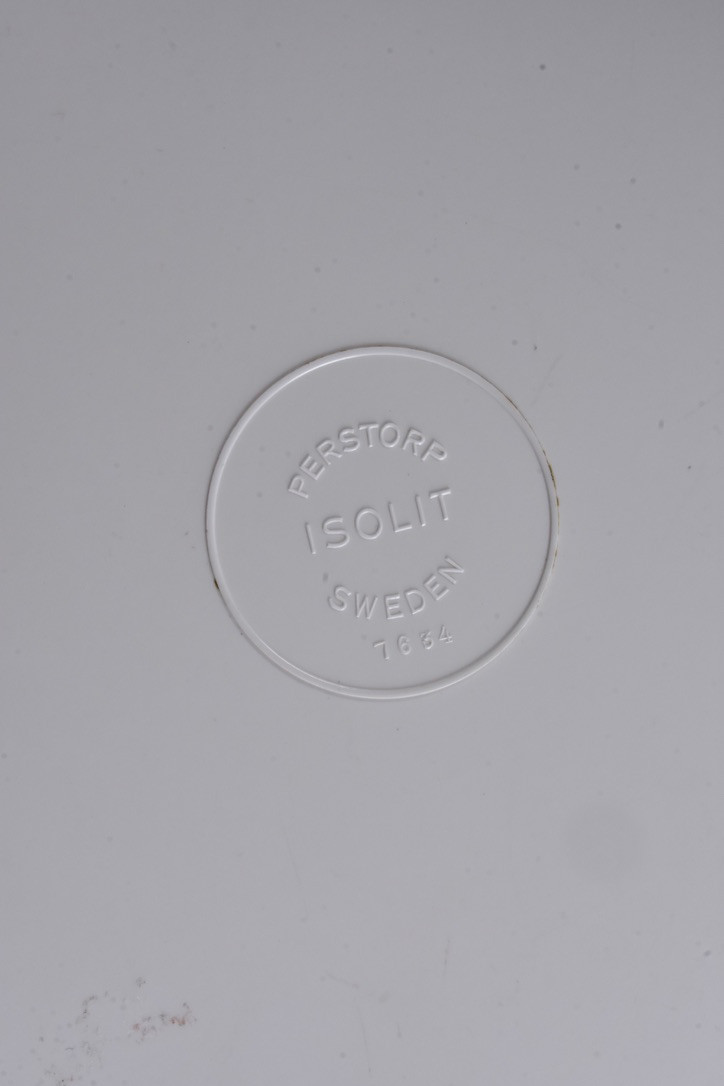 PERSTORP
ISOLIT
SWEDEN
7634